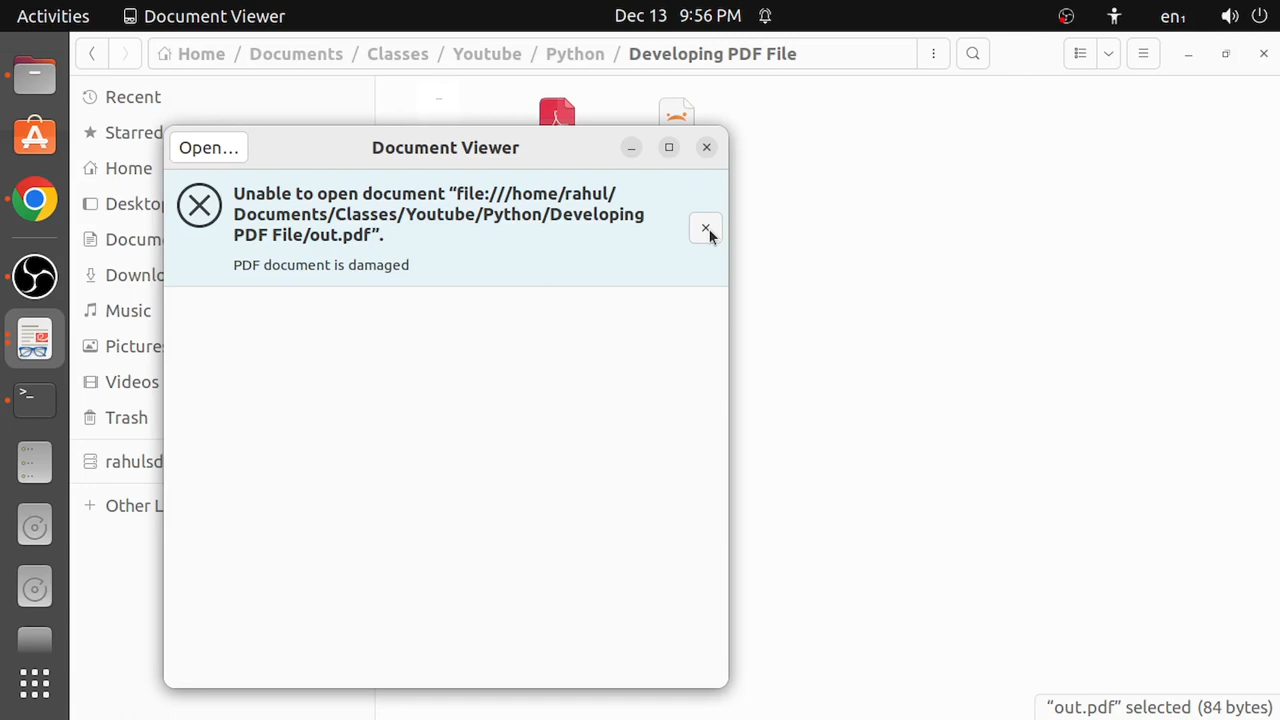 Activities
Document Viewer
Dec 13 9:56 PM
en₁
Home / Documents / Classes / Youtube / Python / Developing PDF File
Recent
Starred
Home
Deskto
Docum
Downlo
Music
Pictures
Videos
Trash
rahulsd
+ Other L
Open…
Document Viewer
Unable to open document “file:///home/rahul/
Documents/Classes/Youtube/Python/Developing
PDF File/out.pdf”.
PDF document is damaged
“out.pdf” selected (84 bytes)